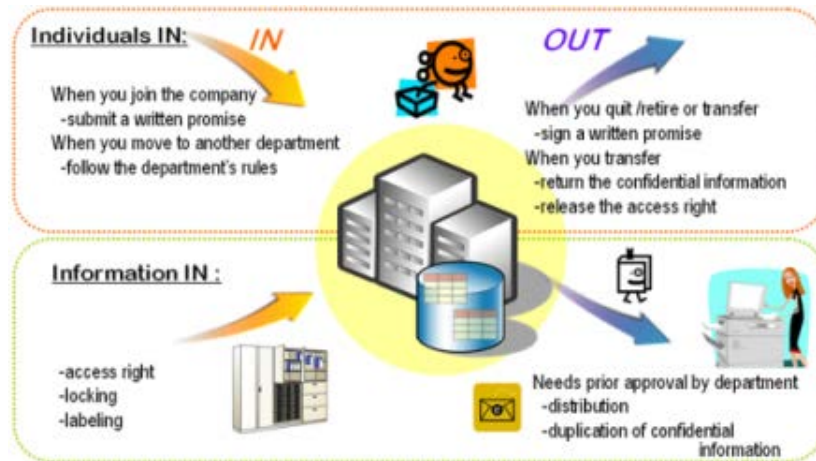 Individuals IN:
IN
OUT
When you join the company
-submit a written promise
When you move to another department
-follow the department's rules
When you quit /retire or transfer
-sign a written promise
When you transfer
-return the confidential information
-release the access right
Information IN :
-access right
-locking
-labeling
Needs prior approval by department
-distribution
-duplication of confidential
information